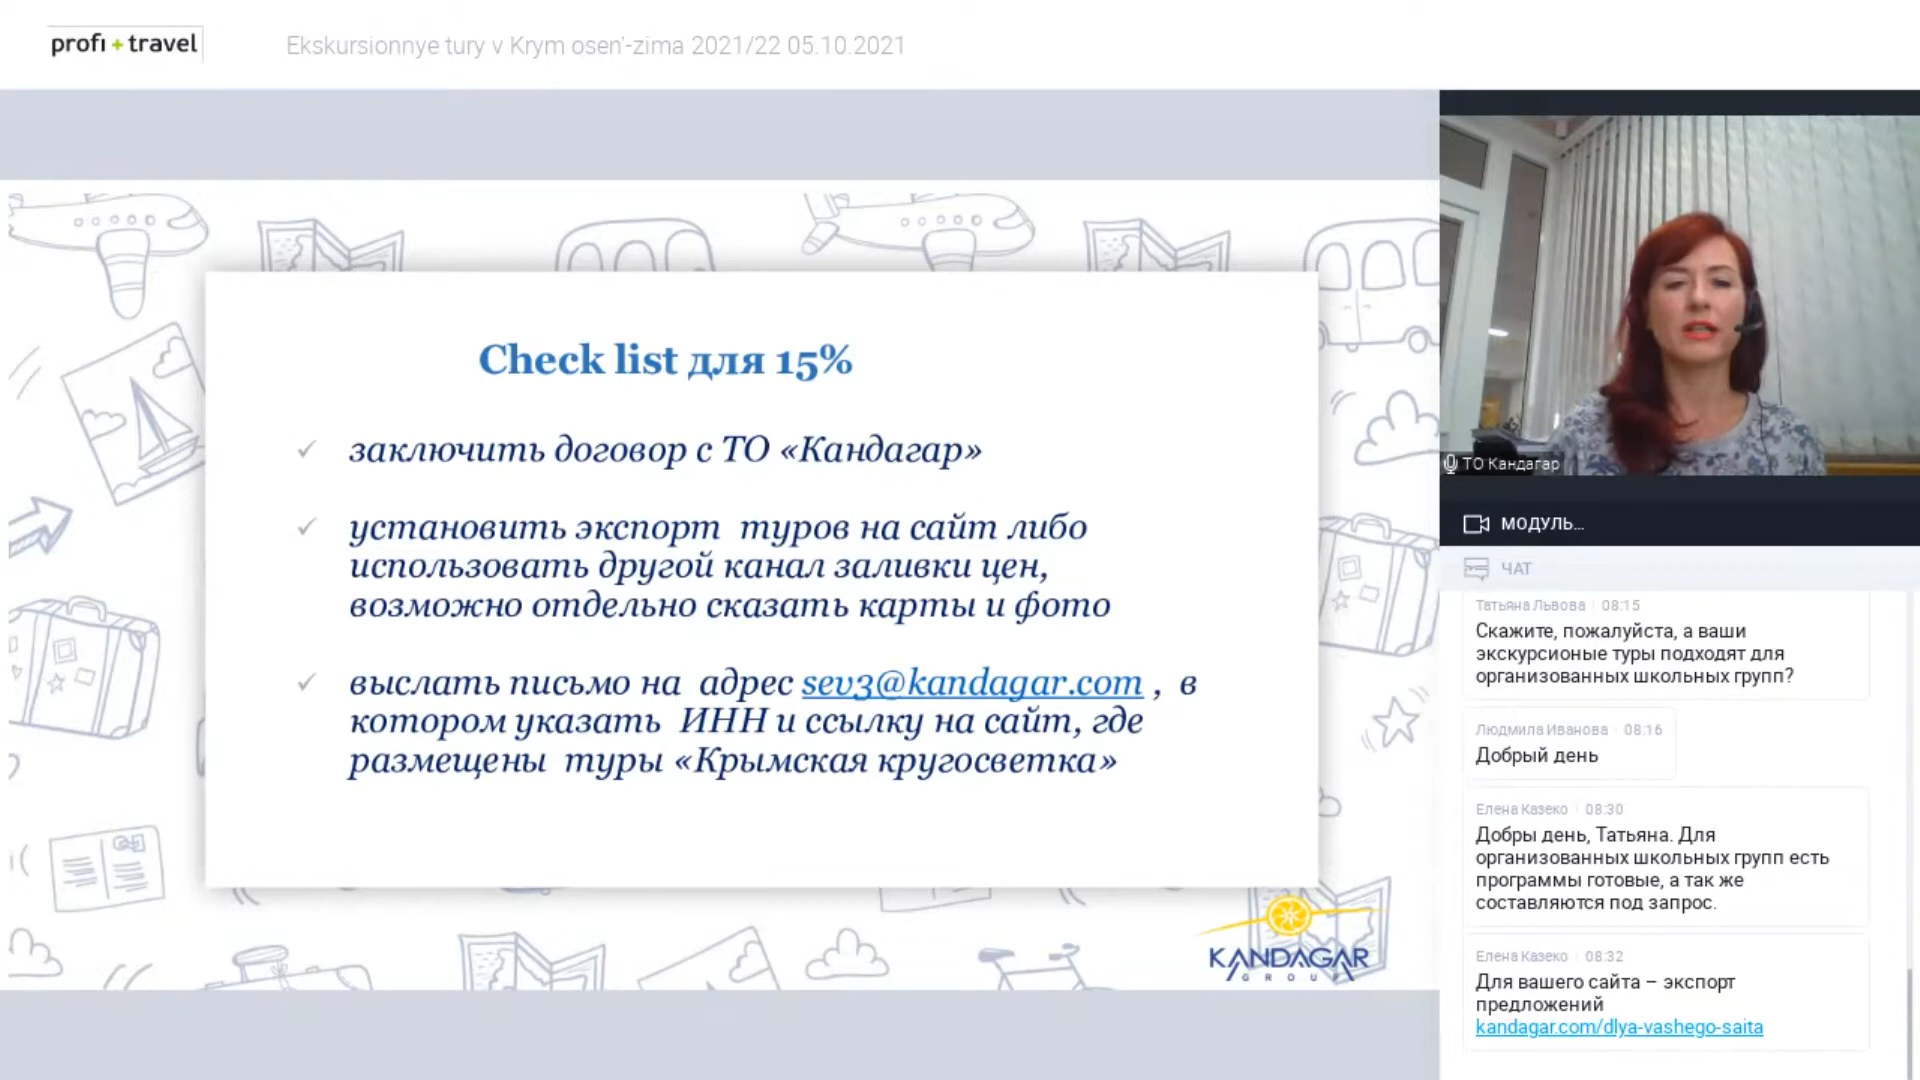 profi + travel
Ekskursionnye tury v Krym osen'-zima 2021/22 05.10.2021
Check list для 15%
✓ заключить договор с ТО «Кандагар»
✓ установить экспорт туров на сайт либо
использовать другой канал заливки цен,
возможно отдельно сказать карты и фото
✓ выслать письмо на адрес sev3@kandagar.com , в
котором указать ИНН и ссылку на сайт, где
размещены туры «Крымская кругосветка»
KANDAGAR
GROUP
ТО Кандагар
МОДУЛЬ...
ЧАТ
Татьяна Львова 08:15
Скажите, пожалуйста, а ваши
экскурсионые туры подходят для
организованных школьных групп?
Людмила Иванова 08:16
Добрый день
Елена Казеко 08:30
Добры день, Татьяна. Для
организованных школьных групп есть
программы готовые, а так же
составляются под запрос.
Елена Казеко 08:32
Для вашего сайта – экспорт
предложений
kandagar.com/dlya-vashego-saita